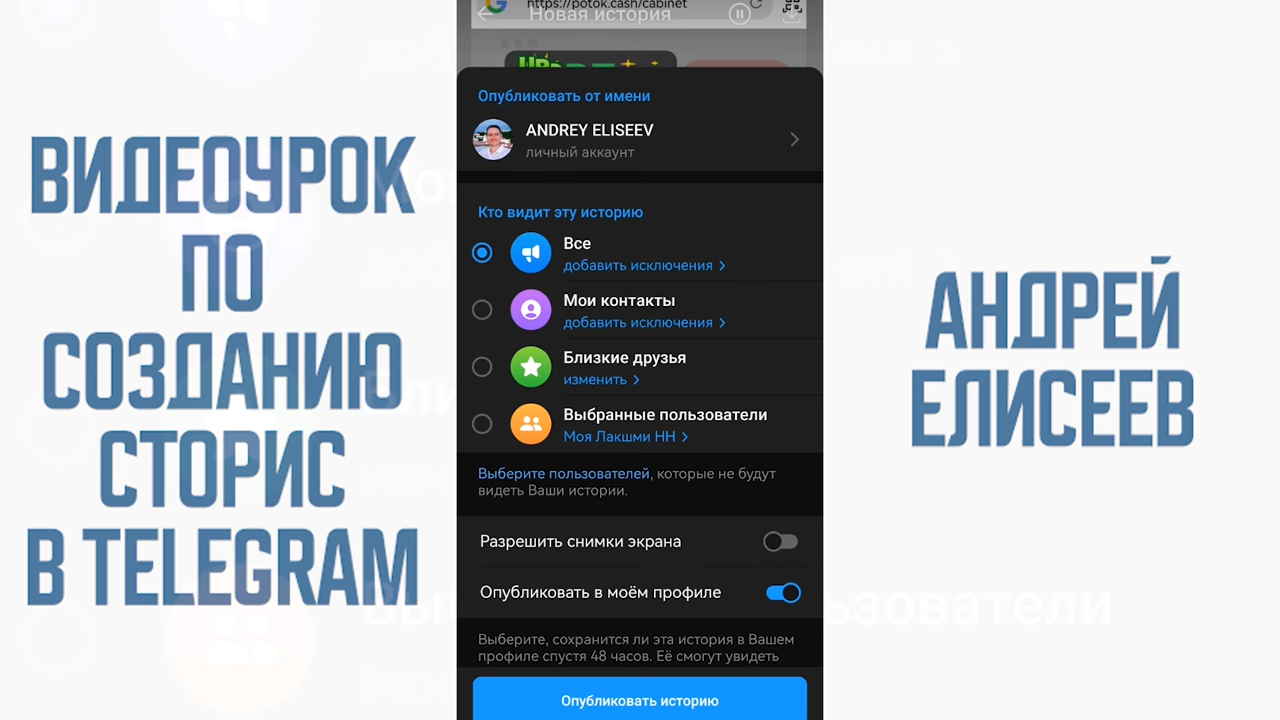 ВИДЕОУРОК
ПО
СОЗДАНИЮ
СТОРИС
В TELEGRAM
https://potok.cash/cabinet
Новая история
Опубликовать от имени
ANDREY ELISEEV
личный аккаунт
Кто видит эту историю
Все
добавить исключения
Мои контакты
добавить исключения
Близкие друзья
изменить
Выбранные пользователи
Моя Лакшми НН
Выберите пользователей, которые не будут
видеть Ваши истории.
Разрешить снимки экрана
Опубликовать в моём профиле
Выберите, сохранится ли эта история в Вашем
профиле спустя 48 часов. Её смогут увидеть
Опубликовать историю
АНДРЕЙ
ЕЛИСЕЕВ